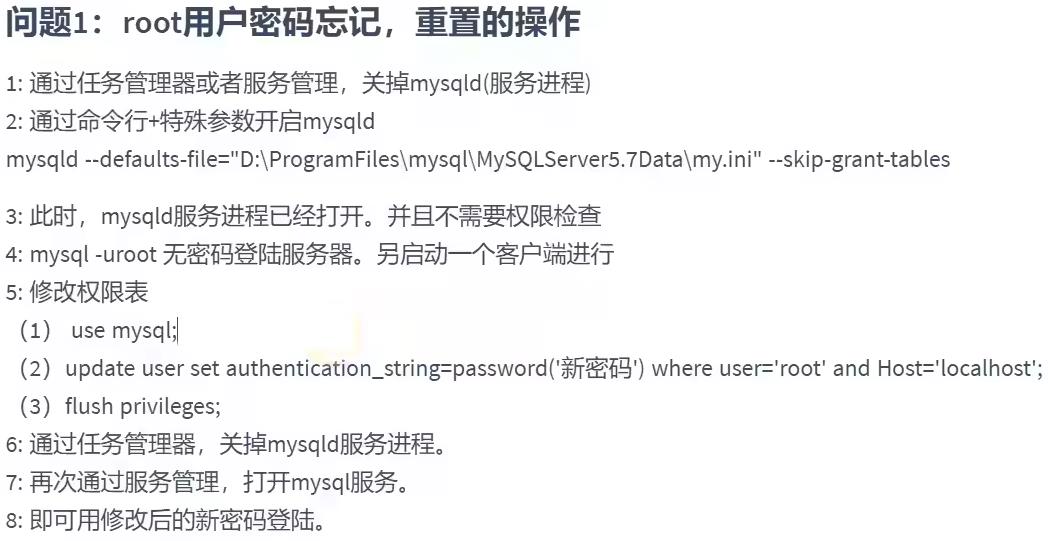 问题1：root用户密码忘记，重置的操作
1: 通过任务管理器或者服务管理，关掉mysqld(服务进程)
2: 通过命令行+特殊参数开启mysqld
mysqld --defaults-file="D:\ProgramFiles\mysql\MySQLServer5.7Data\my.ini" --skip-grant-tables
3: 此时，mysqld服务进程已经打开。并且不需要权限检查
4: mysql -uroot 无密码登陆服务器。另启动一个客户端进行
5: 修改权限表
（1） use mysql;
（2）update user set authentication_string=password('新密码') where user='root' and Host='localhost';
（3）flush privileges;
6: 通过任务管理器，关掉mysqld服务进程。
7: 再次通过服务管理，打开mysql服务。
8: 即可用修改后的新密码登陆。